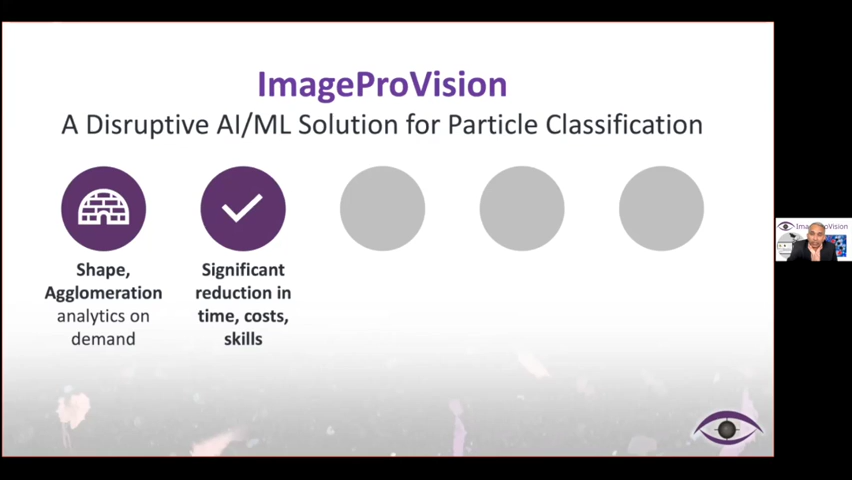 ImageProVision
A Disruptive AI/ML Solution for Particle Classification
Shape,
Agglomeration
analytics on
demand
Significant
reduction in
time, costs,
skills